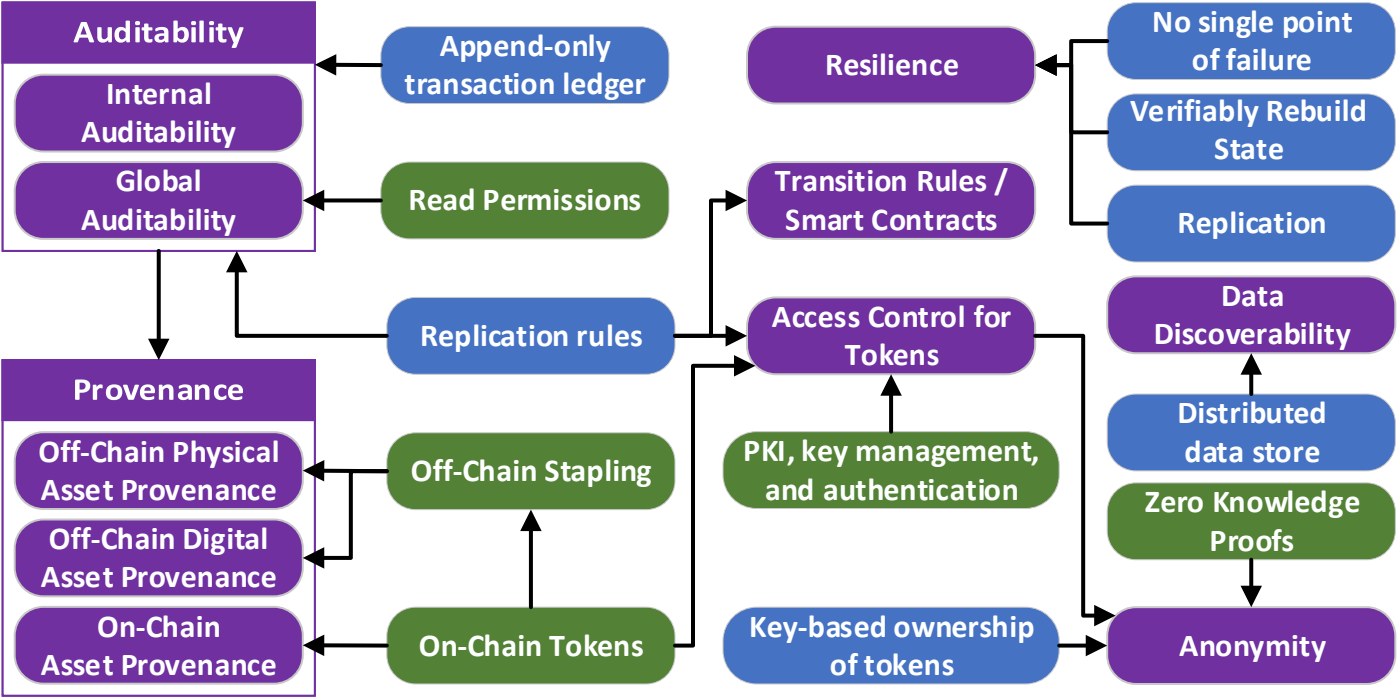 Auditability
Internal
Auditability
Global
Auditability
Append-only
transaction ledger
Read Permissions
Replication rules
Provenance
Off-Chain Physical
Asset Provenance
Off-Chain Digital
Asset Provenance
On-Chain
Asset Provenance
Off-Chain Stapling
On-Chain Tokens
Resilience
Transition Rules /
Smart Contracts
Access Control for
Tokens
PKI, key management,
and authentication
Key-based ownership
of tokens
No single point
of failure
Verifiably Rebuild
State
Replication
Data
Discoverability
Distributed
data store
Zero Knowledge
Proofs
Anonymity